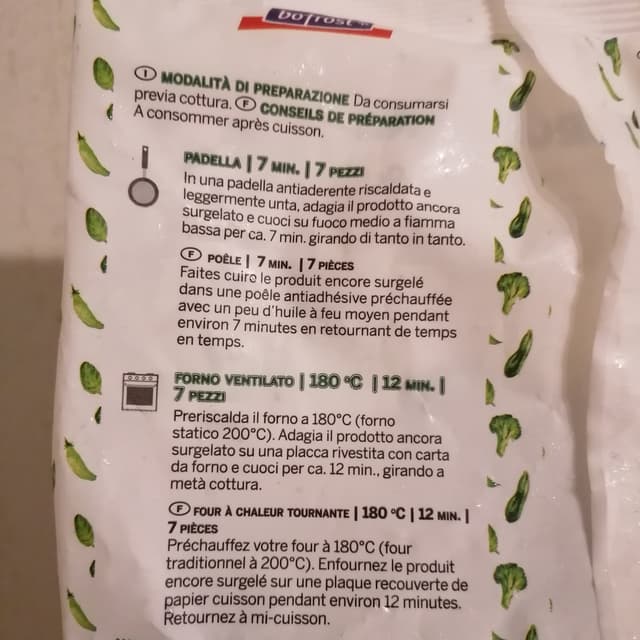 bofrost*
Ⓘ MODALITÀ DI PREPARAZIONE Da consumarsi
previa cottura. Ⓕ CONSEILS DE PRÉPARATION
A consommer après cuisson.
PADELLA | 7 MIN. | 7 PEZZI
In una padella antiaderente riscaldata e
leggermente unta, adagia il prodotto ancora
surgelato e cuoci su fuoco medio a fiamma
bassa per ca. 7 min. girando di tanto in tanto.
Ⓕ POÊLE | 7 MIN. | 7 PIÈCES
Faites cuire le produit encore surgelé
dans une poêle antiadhésive préchauffée
avec un peu d'huile à feu moyen pendant
environ 7 minutes en retournant de temps
en temps.
FORNO VENTILATO | 180 °C | 12 MIN. |
7 PEZZI
Preriscalda il forno a 180°C (forno
statico 200°C). Adagia il prodotto ancora
surgelato su una placca rivestita con carta
da forno e cuoci per ca. 12 min., girando a
metà cottura.
Ⓕ FOUR À CHALEUR TOURNANTE | 180 °C | 12 MIN. |
7 PIÈCES
Préchauffez votre four à 180°C (four
traditionnel à 200°C). Enfournez le produit
encore surgelé sur une plaque recouverte de
papier cuisson pendant environ 12 minutes.
Retournez à mi-cuisson.